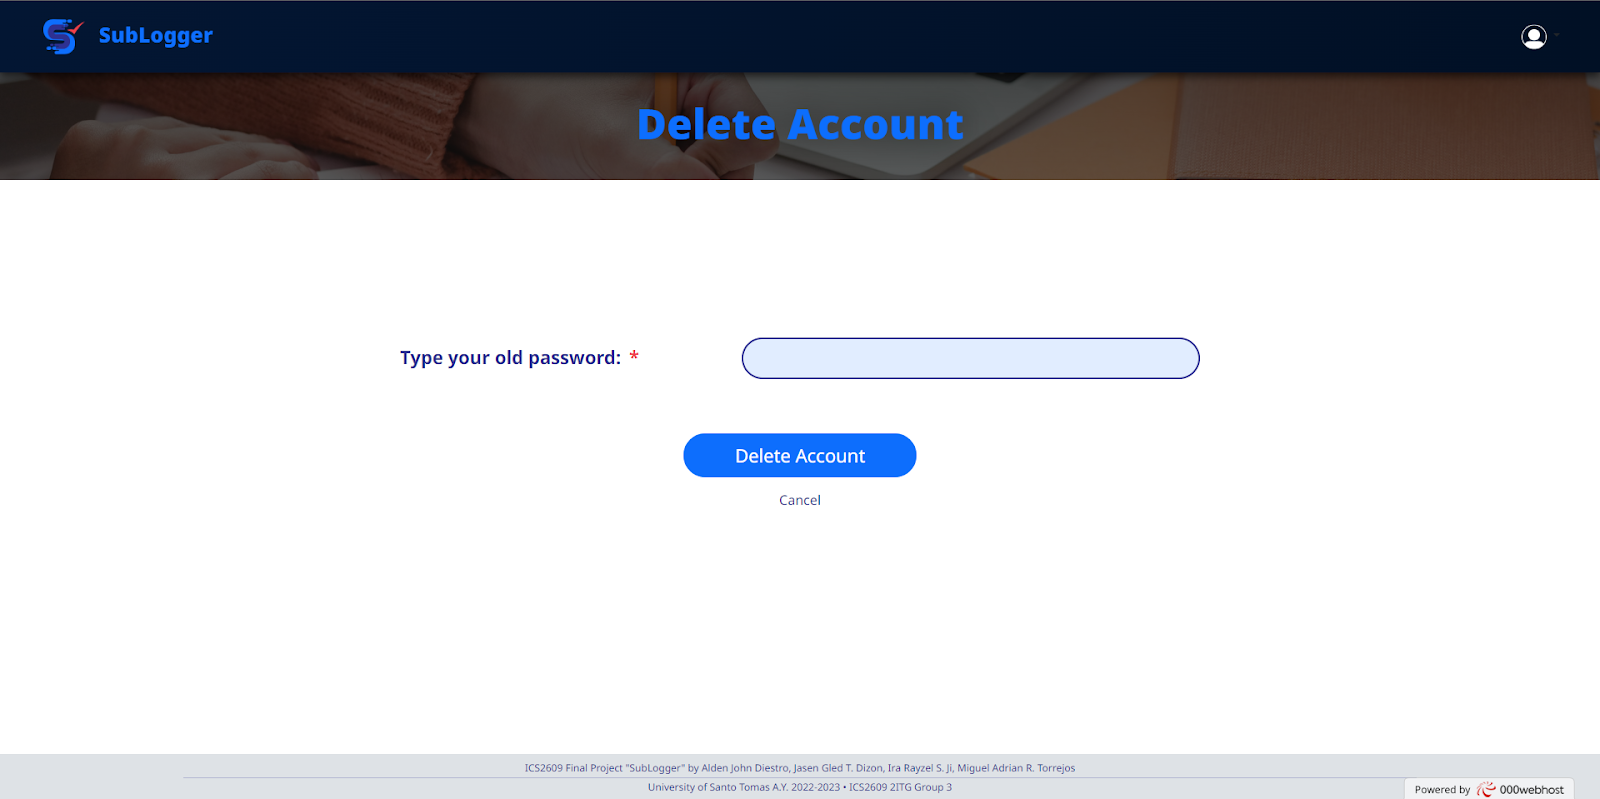 SubLogger
Delete Account
Type your old password: *
Delete Account
Cancel
ICS2609 Final Project "SubLogger" by Alden John Diestro, Jasen Gled T. Dizon, Ira Rayzel S. Ji, Miguel Adrian R. Torrejos
University of Santo Tomas A.Y. 2022-2023 • ICS2609 2ITG Group 3
Powered by 000webhost